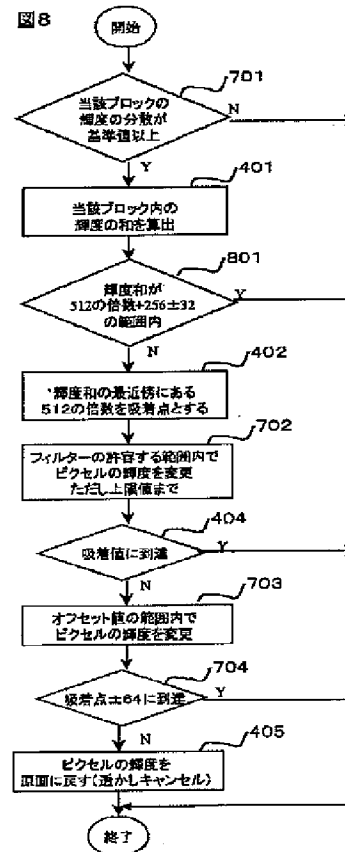 図8
開始
701
当該ブロックの
輝度の分散が
基準値以上
N
Y
401
当該ブロック内の
輝度の和を算出
801
輝度和が
512の倍数+256±32
の範囲内
Y
N
402
輝度和の最近傍にある
512の倍数を吸着点とする
702
フィルターの許容する範囲内で
ピクセルの輝度を変更
ただし上限値まで
404
吸着値に到達
Y
N
703
オフセット値の範囲内で
ピクセルの輝度を変更
704
吸着点±64に到達
Y
N
405
ピクセルの輝度を
原画に戻す(透かしキャンセル)
終了